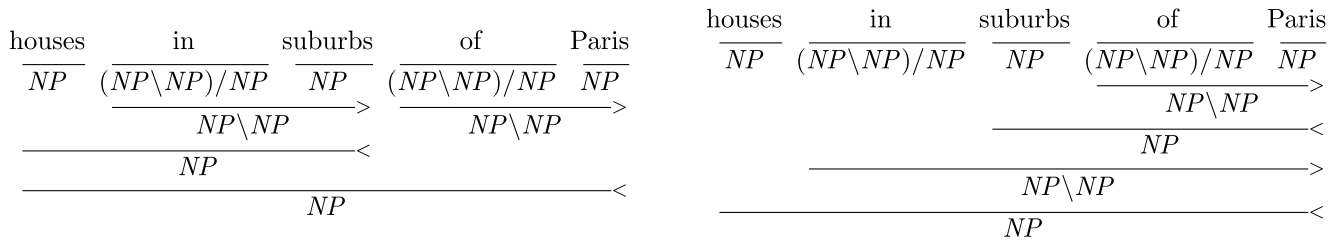 houses in suburbs of Paris
NP (NP\NP)/NP NP (NP\NP)/NP NP
> >
NP\NP NP\NP
<
NP
<
NP
houses in suburbs of Paris
NP (NP\NP)/NP NP (NP\NP)/NP NP
>
NP\NP
<
NP
>
NP\NP
<
NP